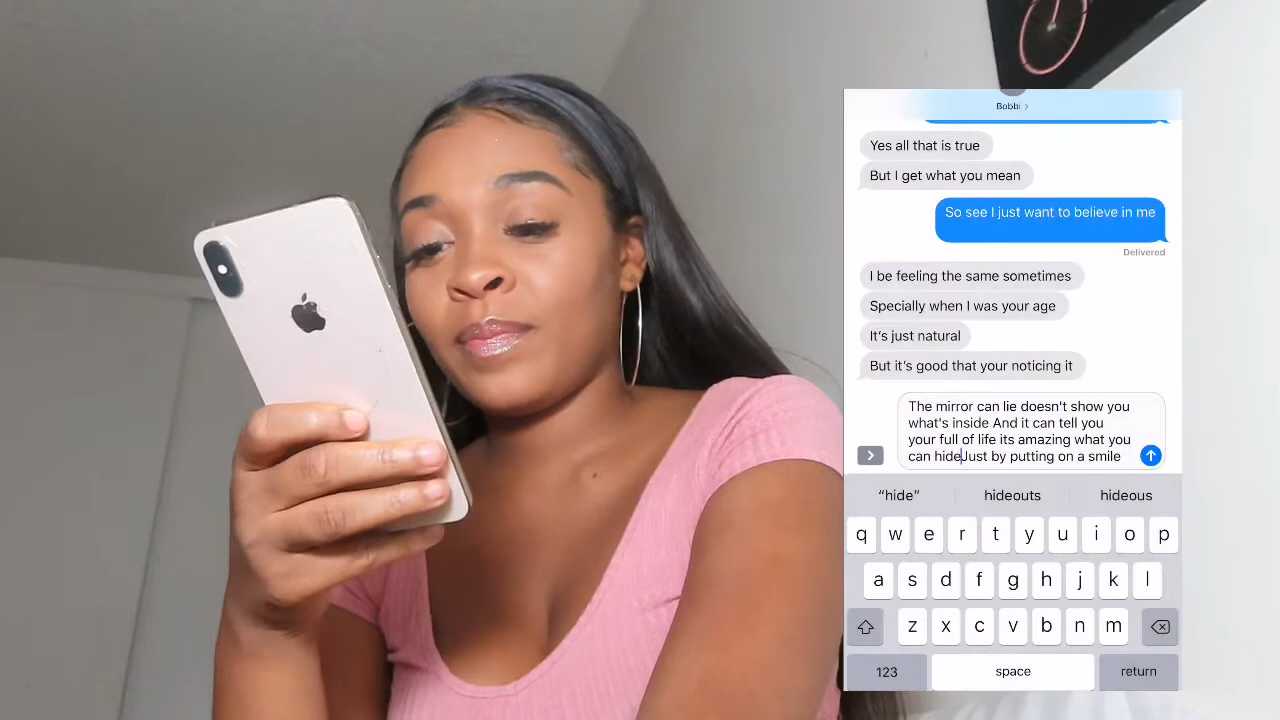 Bobbi >
Yes all that is true
But I get what you mean
So see I just want to believe in me
Delivered
I be feeling the same sometimes
Specially when I was your age
It's just natural
But it's good that your noticing it
The mirror can lie doesn't show you
what's inside And it can tell you
your full of life its amazing what you
can hideJust by putting on a smile
“hide” hideouts hideous
q w e r t y u i o p
a s d f g h j k l
z x c v b n m
123 space return